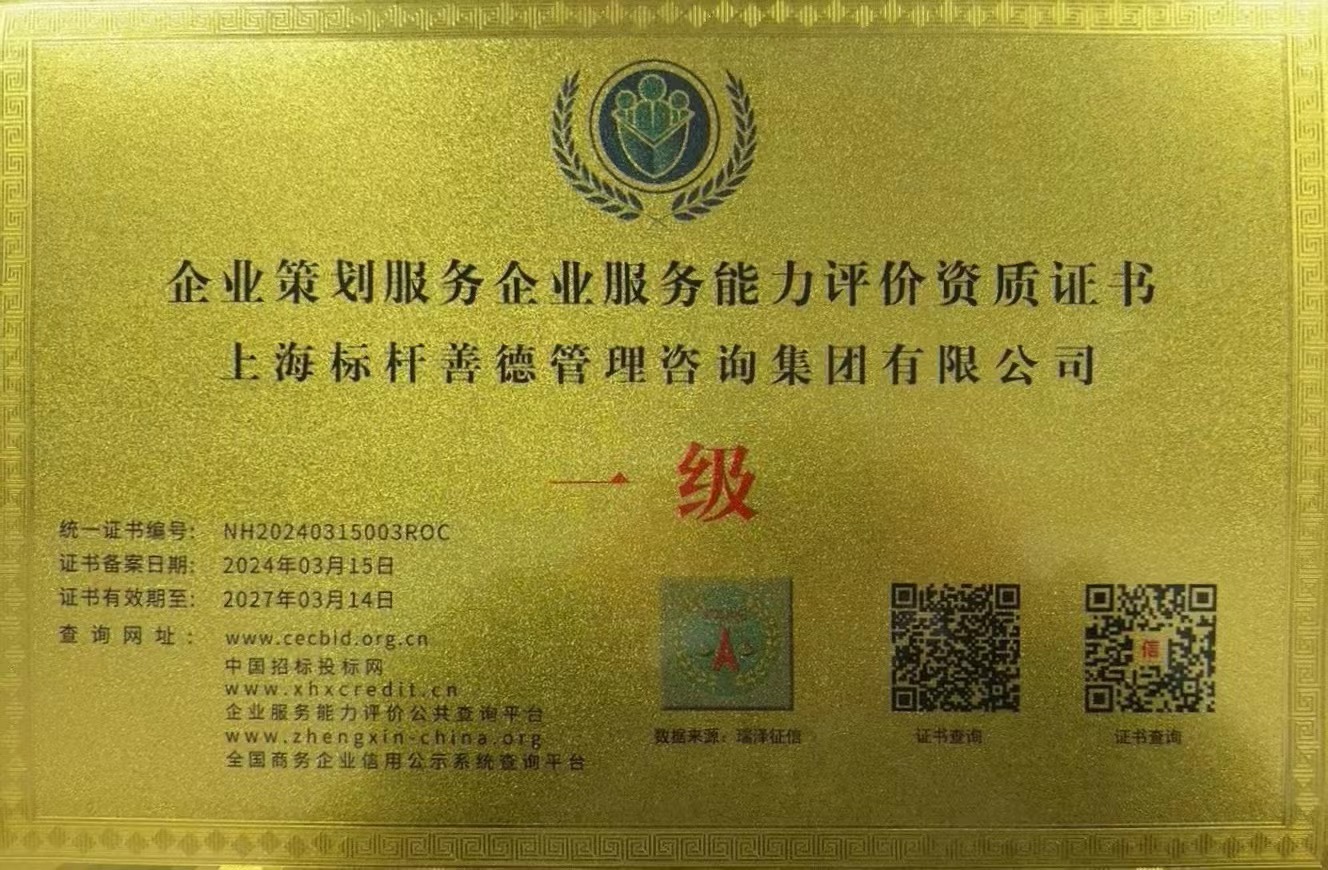 企业策划服务企业服务能力评价资质证书
上海标杆善德管理咨询集团有限公司
一级
统一证书编号: NH20240315003ROC
证书备案日期: 2024年03月15日
证书有效期至: 2027年03月14日
查询网址: www.cecbid.org.cn
中国招标投标网
www.xhxcredit.cn
企业服务能力评价公共查询平台
www.zhengxin-china.org
全国商务企业信用公示系统查询平台
A
数据来源: 瑞泽征信
证书查询
信
证书查询